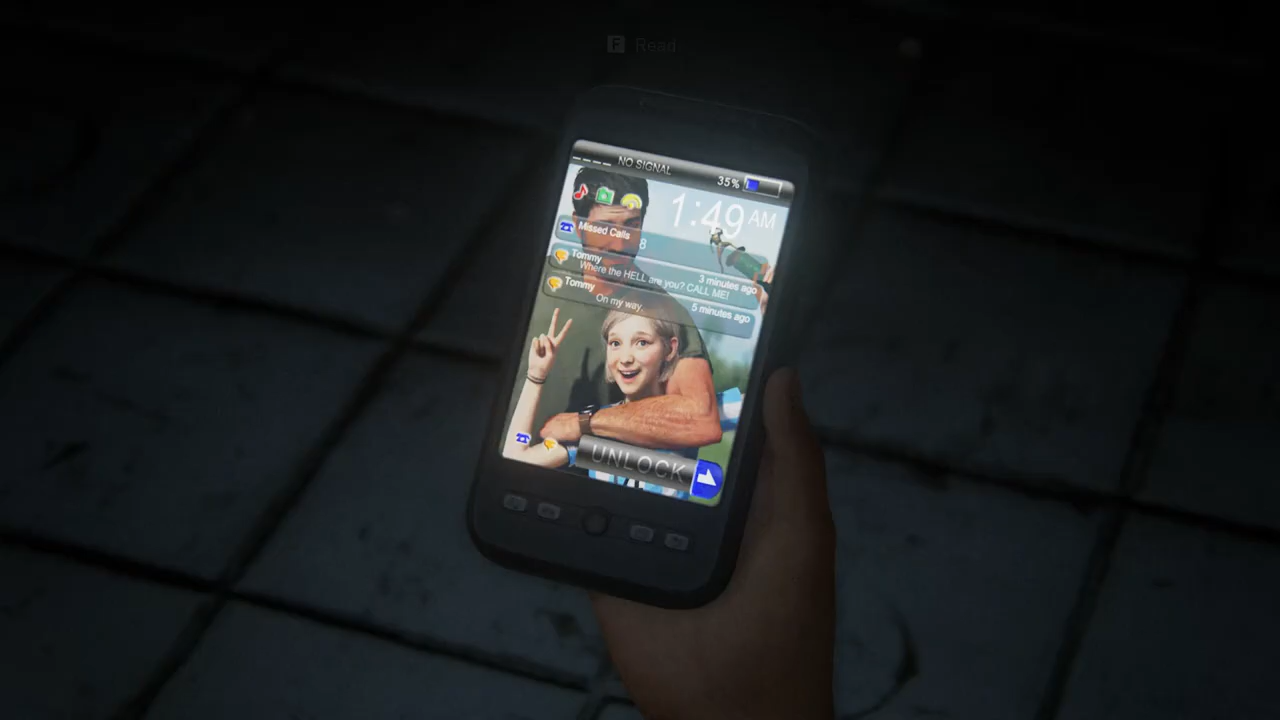 F Read
NO SIGNAL 35%
1:49 AM
Missed Calls
8
Tommy
3 minutes ago
Where the HELL are you? CALL ME!
Tommy
5 minutes ago
On my way.
UNLOCK